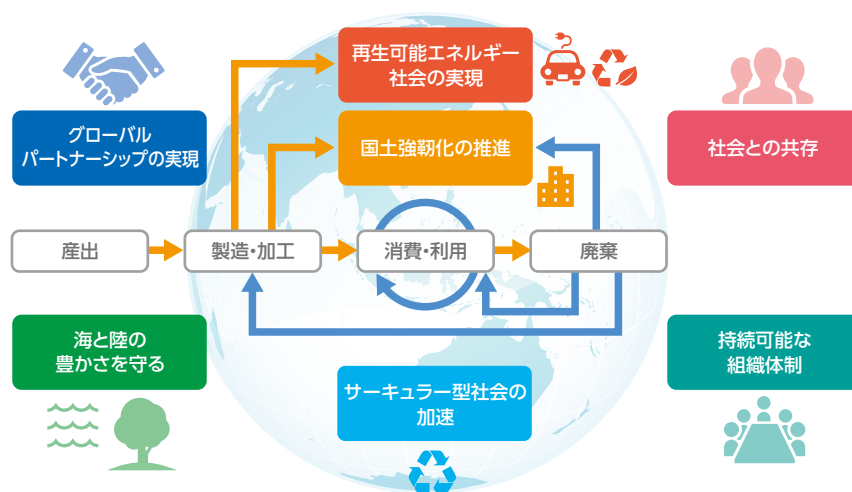 再生可能エネルギー
社会の実現
グローバル
パートナーシップの実現
国土強靭化の推進
社会との共存
産出
製造・加工
消費・利用
廃棄
海と陸の
豊かさを守る
持続可能な
組織体制
サーキュラー型社会の
加速